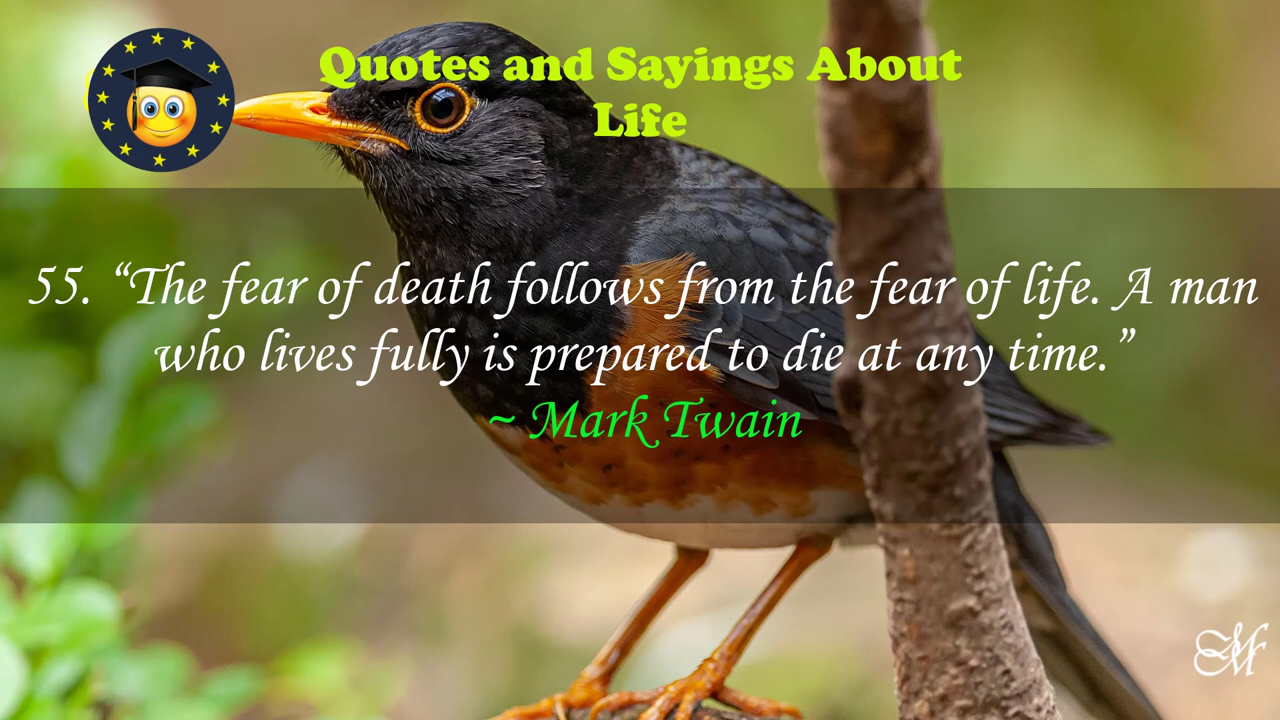 Quotes and Sayings About
Life
55. “The fear of death follows from the fear of life. A man
who lives fully is prepared to die at any time.”
~ Mark Twain